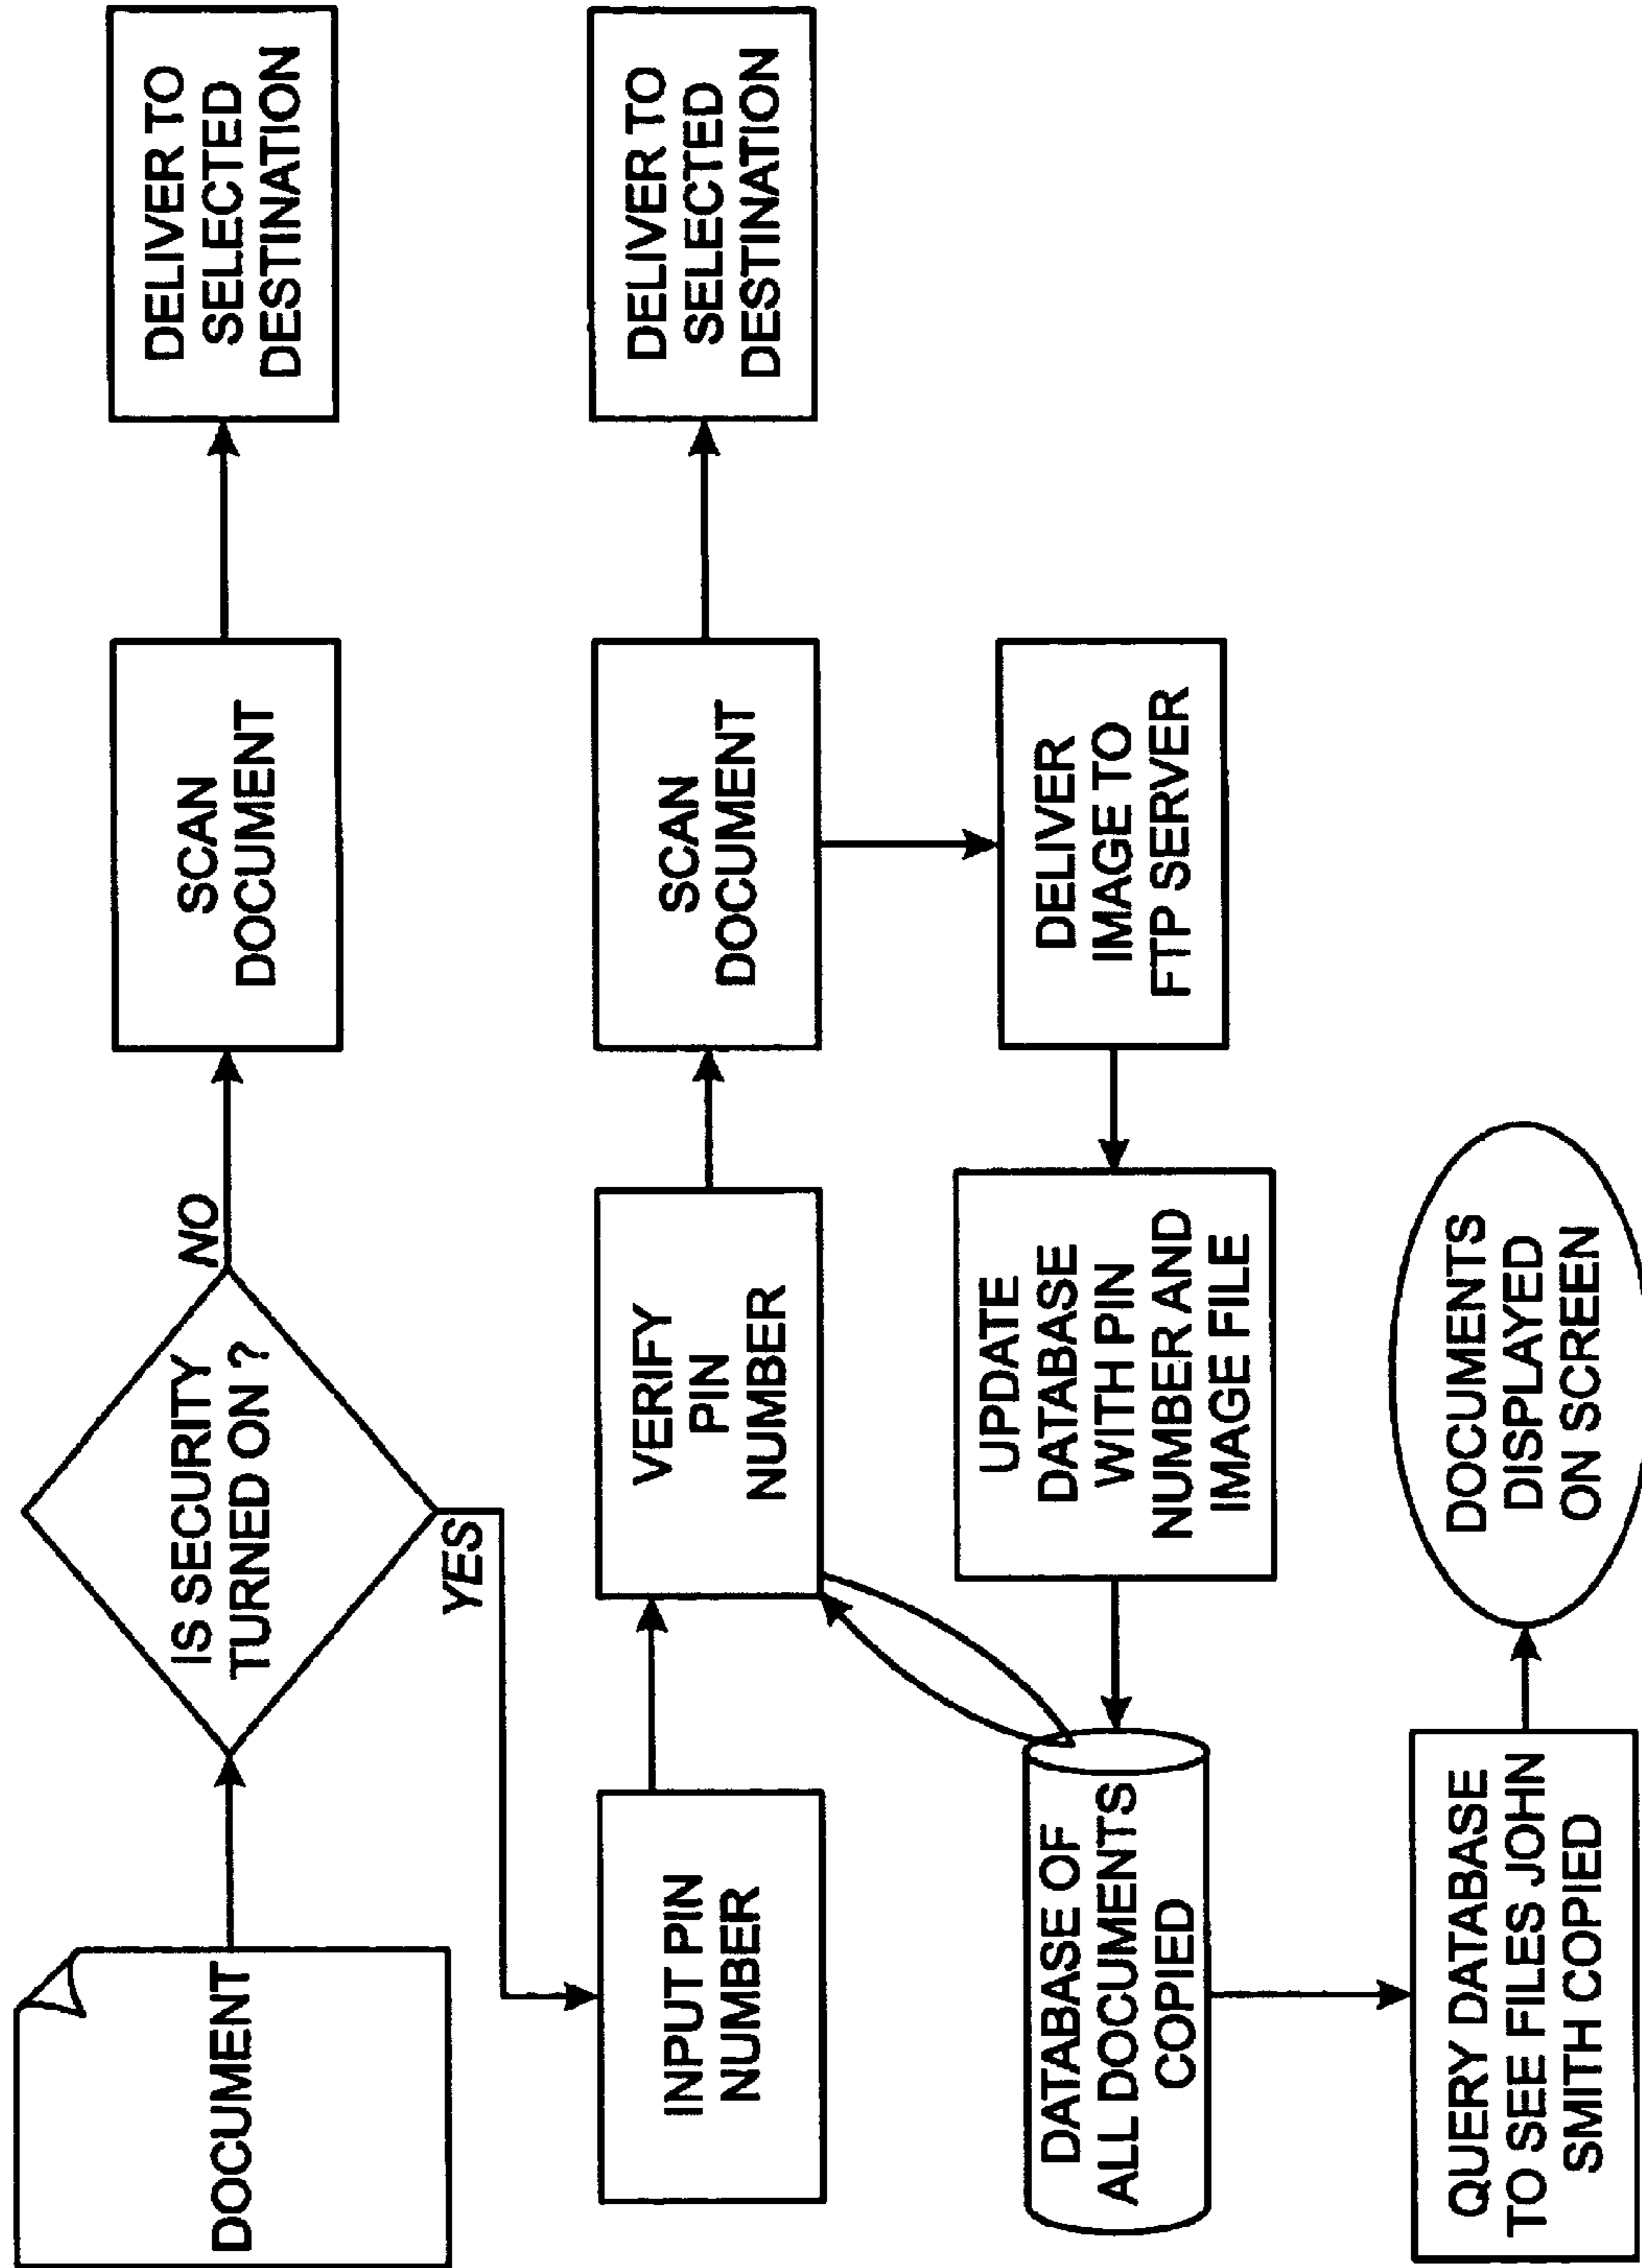 DOCUMENT
IS SECURITY
TURNED ON ?
NO
YES
SCAN
DOCUMENT
DELIVER TO
SELECTED
DESTINATION
INPUT PIN
NUMBER
VERIFY
PIN
NUMBER
SCAN
DOCUMENT
DELIVER TO
SELECTED
DESTINATION
DATABASE OF
ALL DOCUMENTS
COPIED
UPDATE
DATABASE
WITH PIN
NUMBER AND
IMAGE FILE
DELIVER
IMAGE TO
FTP SERVER
QUERY DATABASE
TO SEE FILES JOHN
SMITH COPIED
DOCUMENTS
DISPLAYED
ON SCREEN